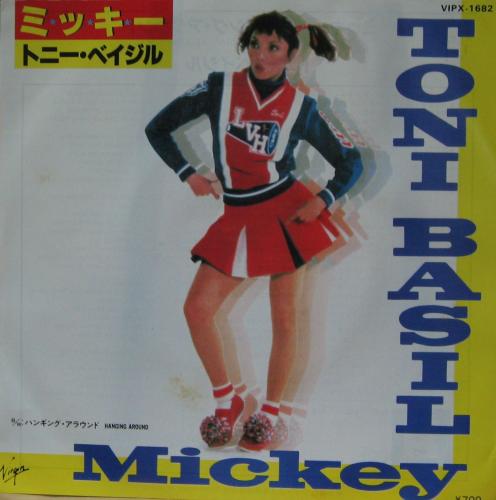 VIPX-1682
ミ★ッ★キ★ー
トニー・ベイジル
TONI BASIL
LVH
B/W ハンギング・アラウンド HANGING AROUND
Mickey
Virgin
¥700